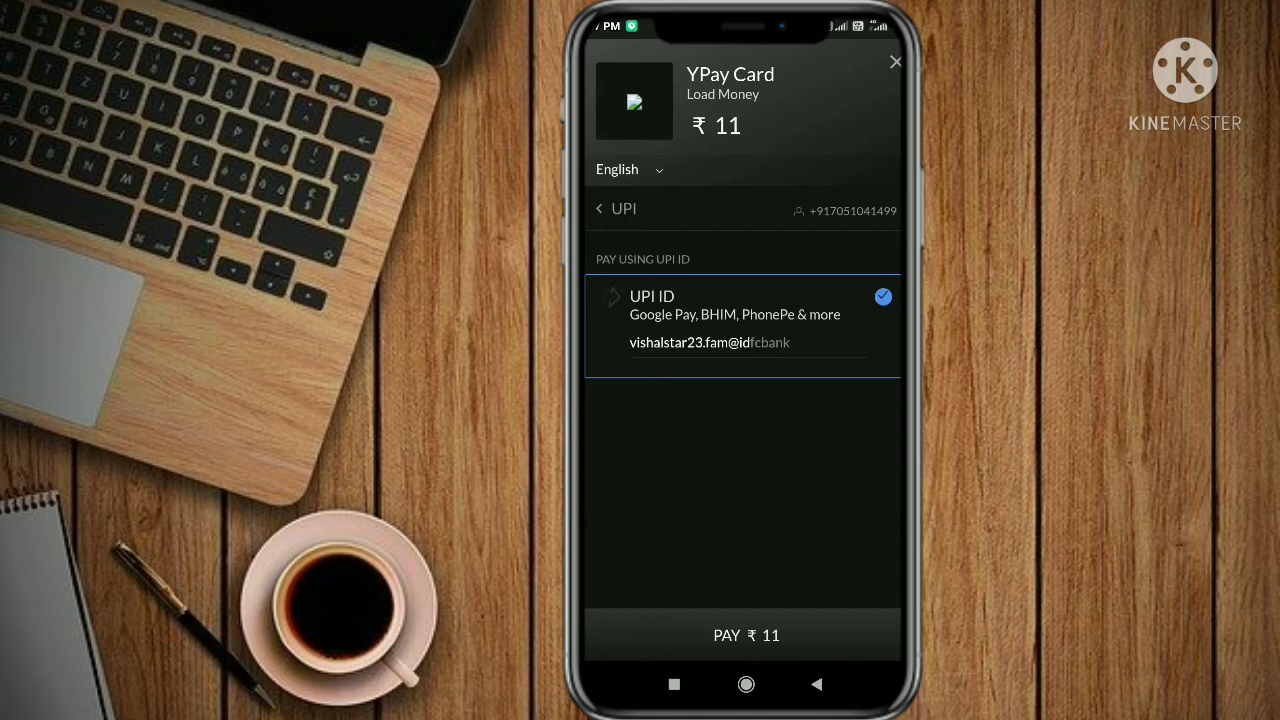 PM
YPay Card
Load Money
₹ 11
English
UPI
+917051041499
PAY USING UPI ID
UPI ID
Google Pay, BHIM, PhonePe & more
vishalstar23.fam@idfcbank
PAY ₹ 11
K
KINEMASTER